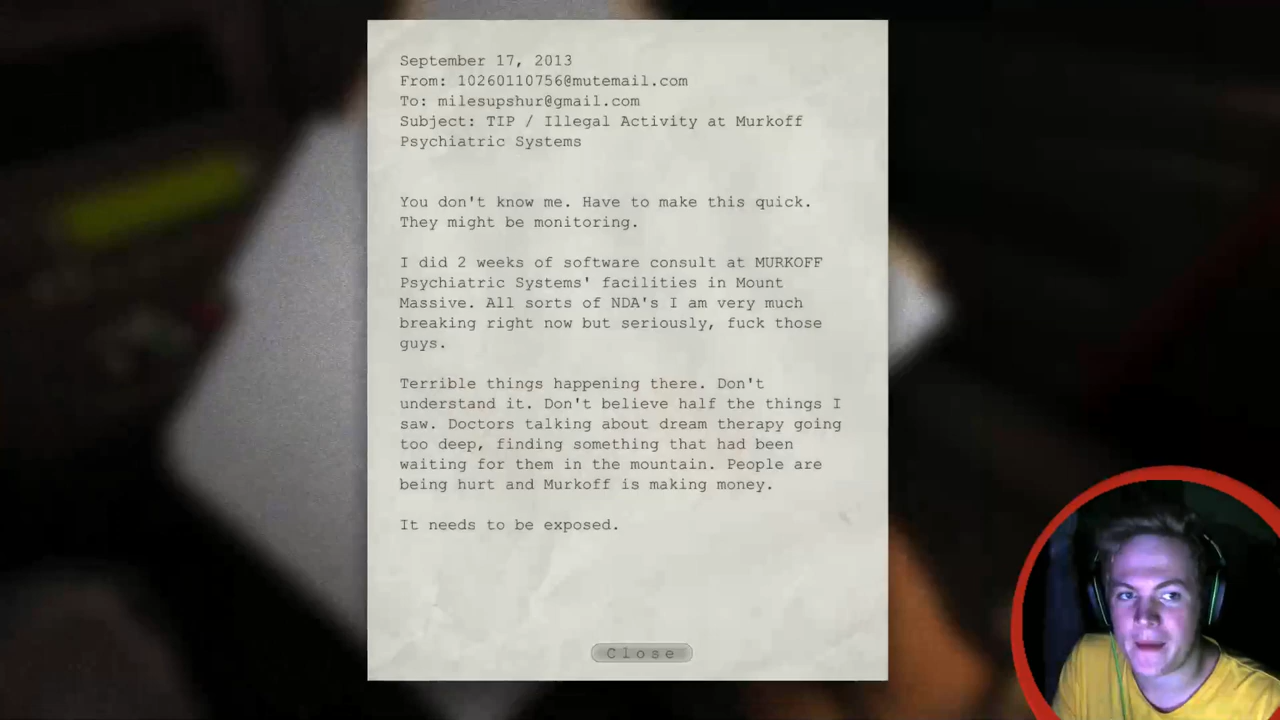 September 17, 2013
From: 10260110756@mutemail.com
To: milesupshur@gmail.com
Subject: TIP / Illegal Activity at Murkoff
Psychiatric Systems
You don't know me. Have to make this quick.
They might be monitoring.
I did 2 weeks of software consult at MURKOFF
Psychiatric Systems' facilities in Mount
Massive. All sorts of NDA's I am very much
breaking right now but seriously, fuck those
guys.
Terrible things happening there. Don't
understand it. Don't believe half the things I
saw. Doctors talking about dream therapy going
too deep, finding something that had been
waiting for them in the mountain. People are
being hurt and Murkoff is making money.
It needs to be exposed.
Close